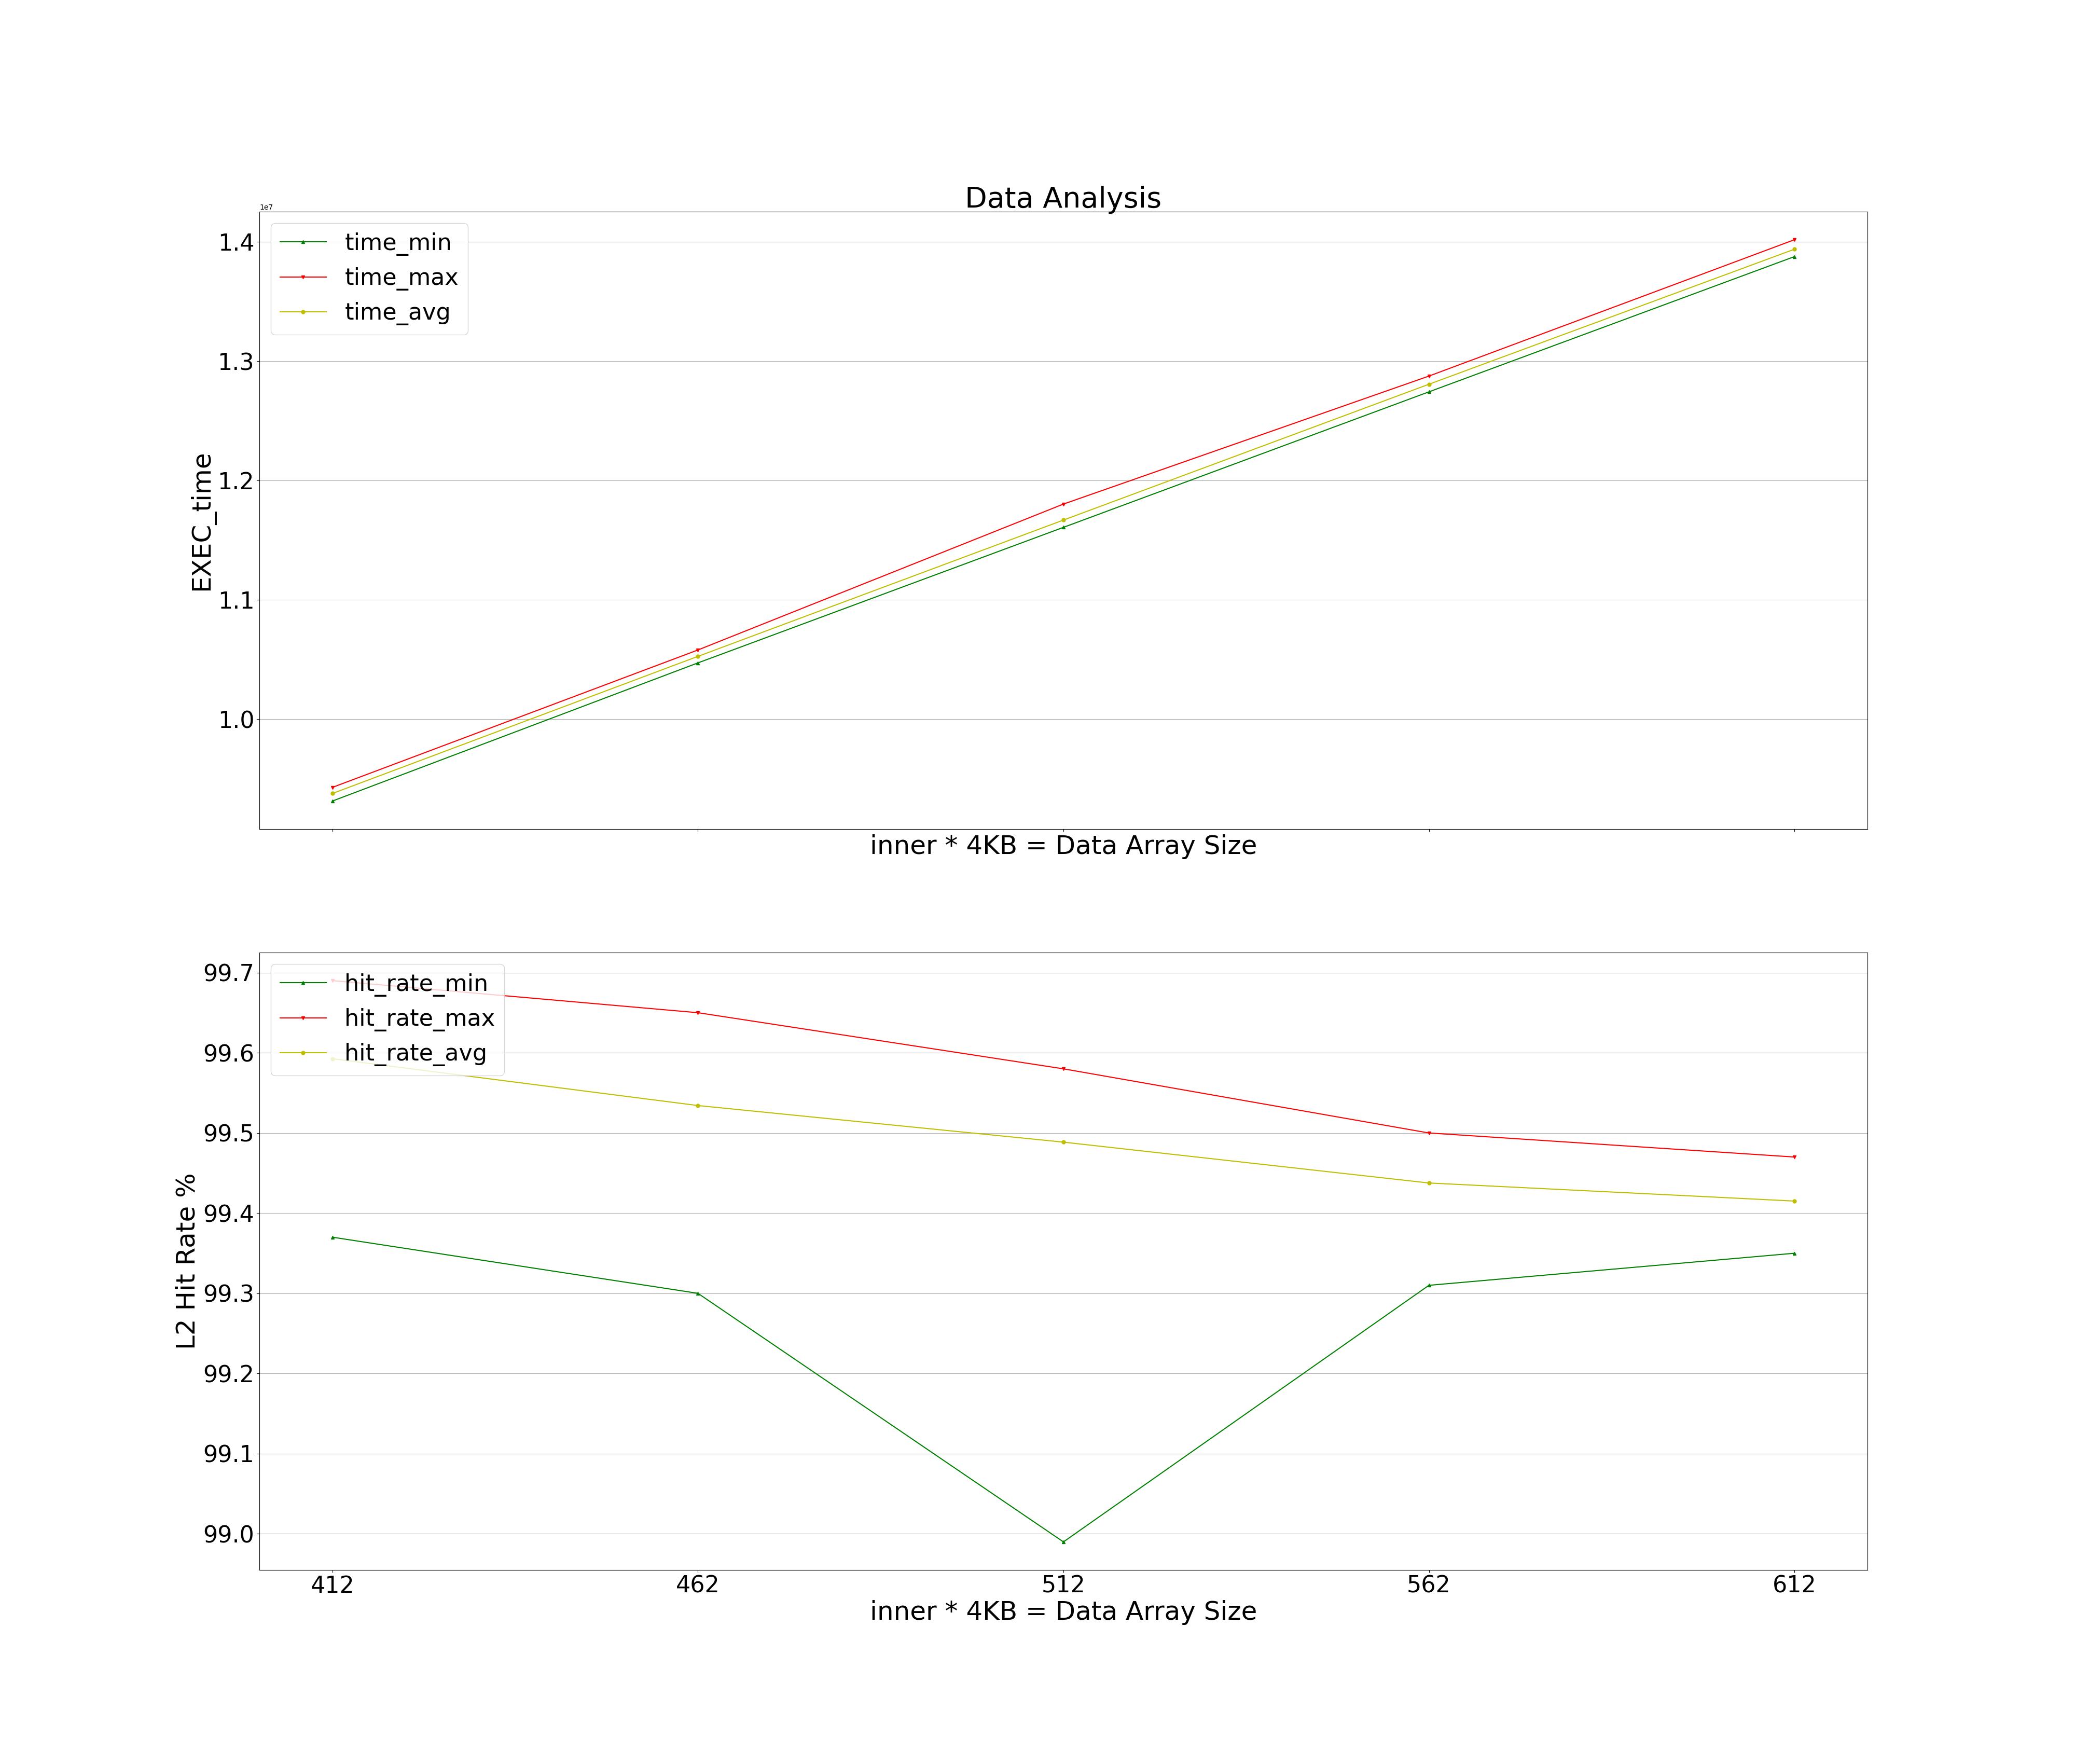 Data Analysis
1e7
time_min
time_max
time_avg
1.4
1.3
1.2
1.1
1.0
EXEC_time
inner * 4KB = Data Array Size
hit_rate_min
hit_rate_max
hit_rate_avg
99.7
99.6
99.5
99.4
99.3
99.2
99.1
99.0
L2 Hit Rate %
412 462 512 562 612
inner * 4KB = Data Array Size